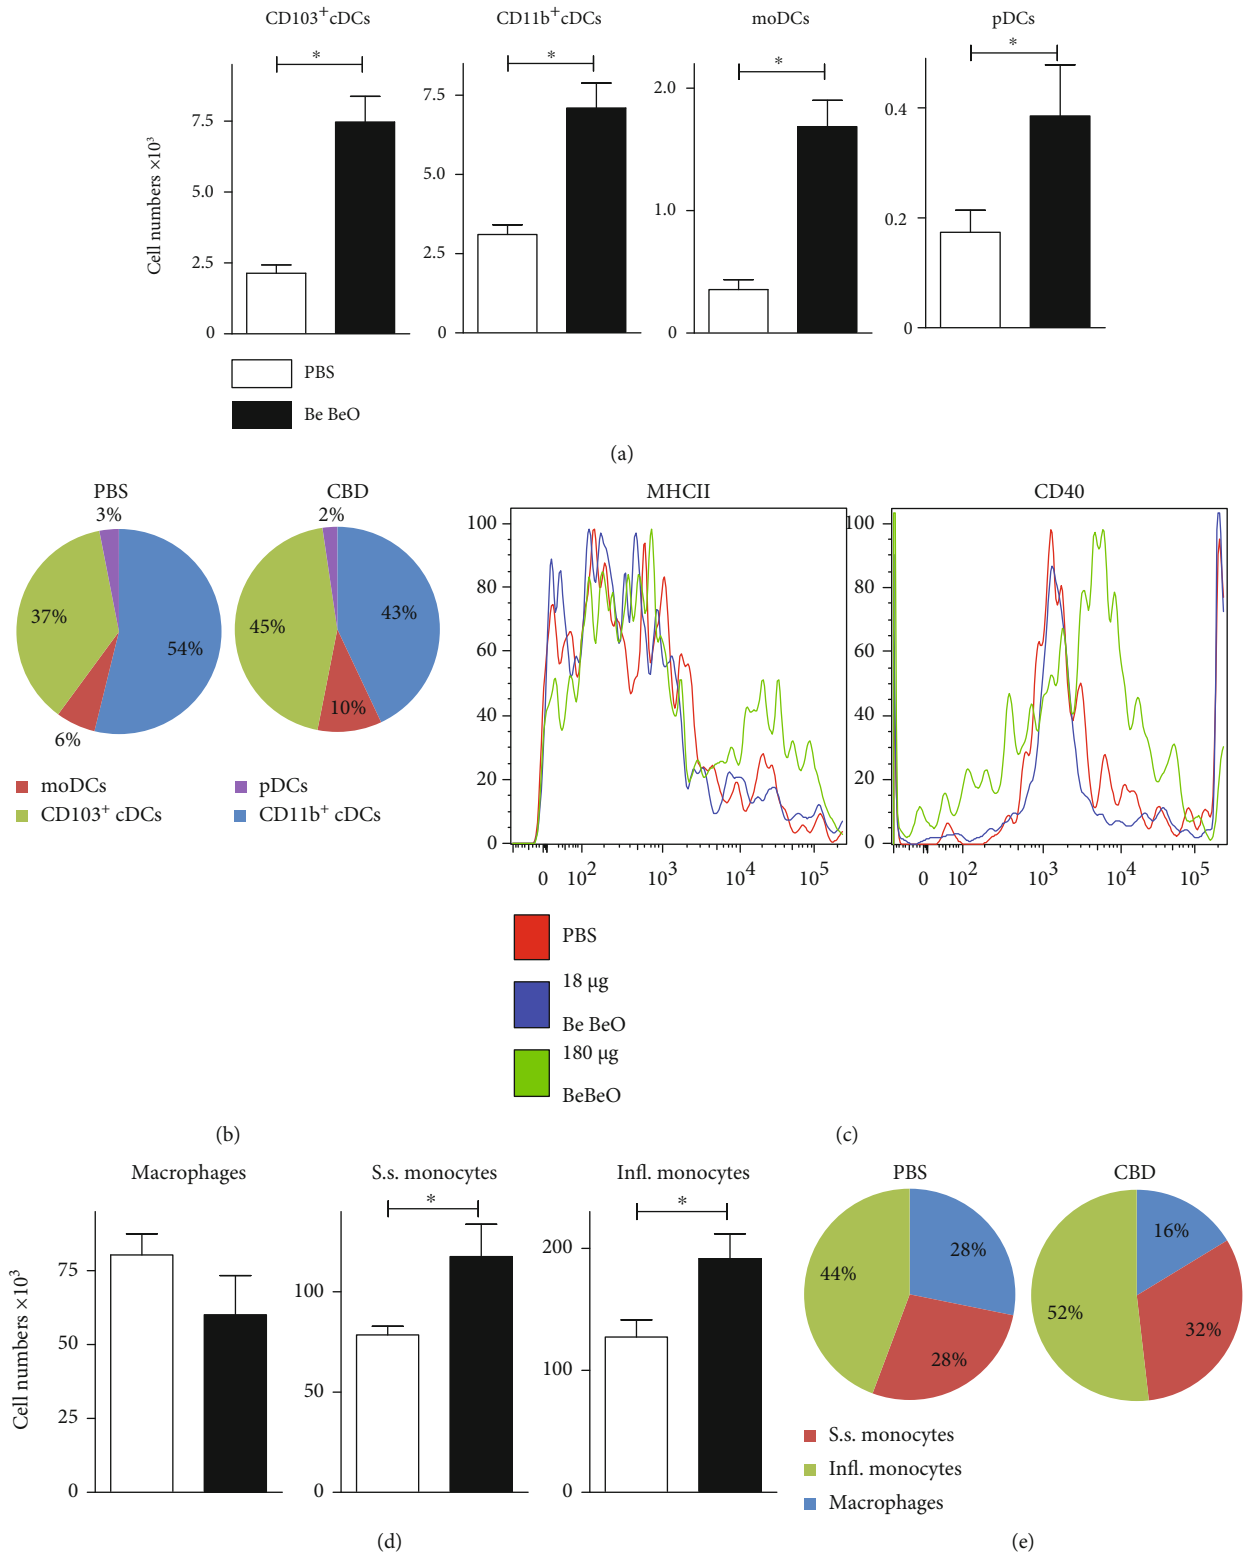 CD103⁺cDCs
CD11b⁺cDCs
moDCs
pDCs
*
*
*
*
Cell numbers ×10³
7.5
5.0
2.5
0
7.5
5.0
2.5
0
2.0
1.0
0
0.4
0.2
0
PBS
Be BeO
(a)
PBS
CBD
3%
37%
54%
6%
2%
45%
43%
10%
moDCs
pDCs
CD103⁺ cDCs
CD11b⁺ cDCs
(b)
MHCII
100
80
60
40
20
0
0 10² 10³ 10⁴ 10⁵
CD40
100
80
60
40
20
0
0 10² 10³ 10⁴ 10⁵
PBS
18 µg
Be BeO
180 µg
BeBeO
(c)
Macrophages
S.s. monocytes
Infl. monocytes
*
*
Cell numbers ×10³
75
50
25
0
100
50
0
200
100
0
(d)
PBS
CBD
28%
44%
28%
16%
52%
32%
S.s. monocytes
Infl. monocytes
Macrophages
(e)